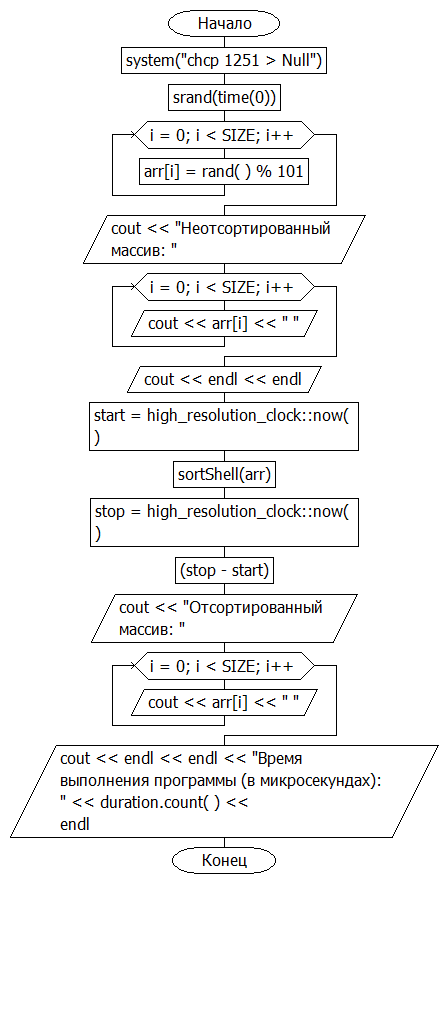 Начало
system("chcp 1251 > Null")
srand(time(0))
i = 0; i < SIZE; i++
arr[i] = rand( ) % 101
cout << "Неотсортированный
массив: "
i = 0; i < SIZE; i++
cout << arr[i] << " "
cout << endl << endl
start = high_resolution_clock::now(
)
sortShell(arr)
stop = high_resolution_clock::now(
)
(stop - start)
cout << "Отсортированный
массив: "
i = 0; i < SIZE; i++
cout << arr[i] << " "
cout << endl << endl << "Время
выполнения программы (в микросекундах):
" << duration.count( ) <<
endl
Конец